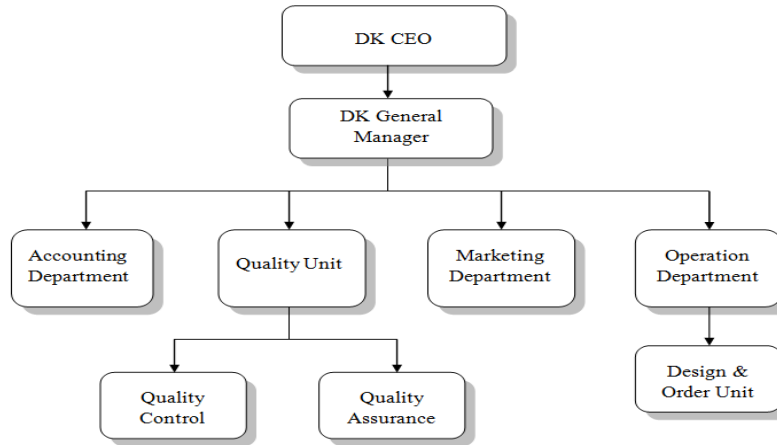 DK CEO
DK General
Manager
Accounting
Department
Quality Unit
Marketing
Department
Operation
Department
Quality
Control
Quality
Assurance
Design &
Order Unit